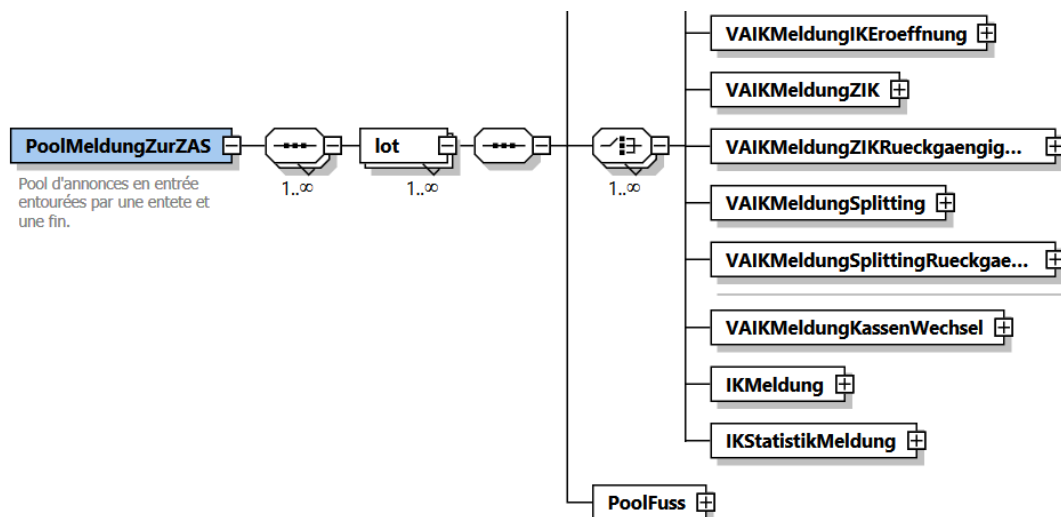 VAIKMeldungIKEroeffnung
VAIKMeldungZIK
PoolMeldungZurZAS
lot
VAIKMeldungZIKRueckgaengig...
Pool d'annonces en entrée
entourées par une entete et
une fin.
1..∞
1..∞
1..∞
VAIKMeldungSplitting
VAIKMeldungSplittingRueckgae...
VAIKMeldungKassenWechsel
IKMeldung
IKStatistikMeldung
PoolFuss